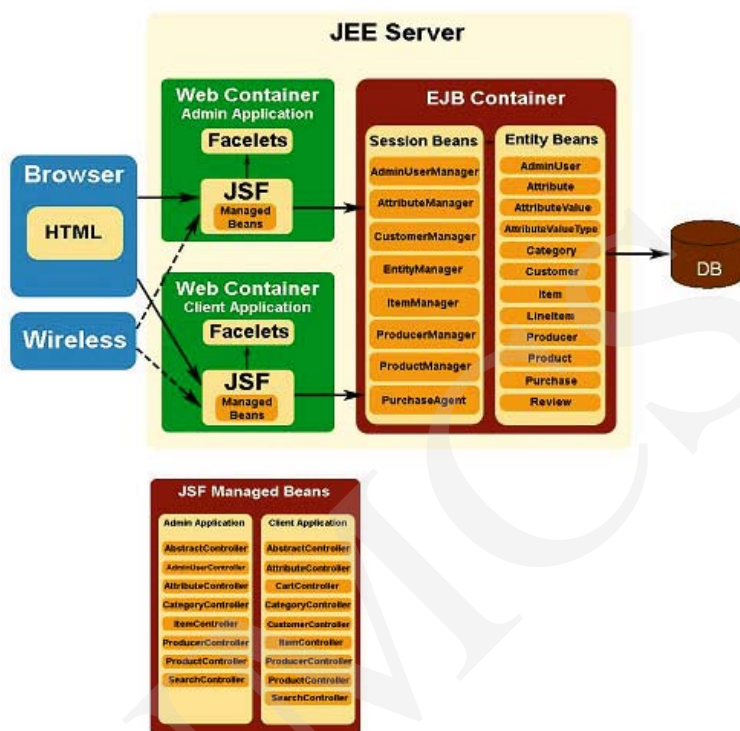 JEE Server
Web Container
Admin Application
Facelets
JSF
Managed
Beans
Browser
HTML
Wireless
Web Container
Client Application
Facelets
JSF
Managed
Beans
EJB Container
Session Beans
AdminUserManager
AttributeManager
CustomerManager
EntityManager
ItemManager
ProducerManager
ProductManager
PurchaseAgent
Entity Beans
AdminUser
Attribute
AttributeValue
AttributeValueType
Category
Customer
Item
LineItem
Producer
Product
Purchase
Review
DB
JSF Managed Beans
Admin Application
AbstractController
AdminUserController
AttributeController
CategoryController
ItemController
ProducerController
ProductController
SearchController
Client Application
AbstractController
AttributeController
CartController
CategoryController
CustomerController
ItemController
ProducerController
ProductController
SearchController